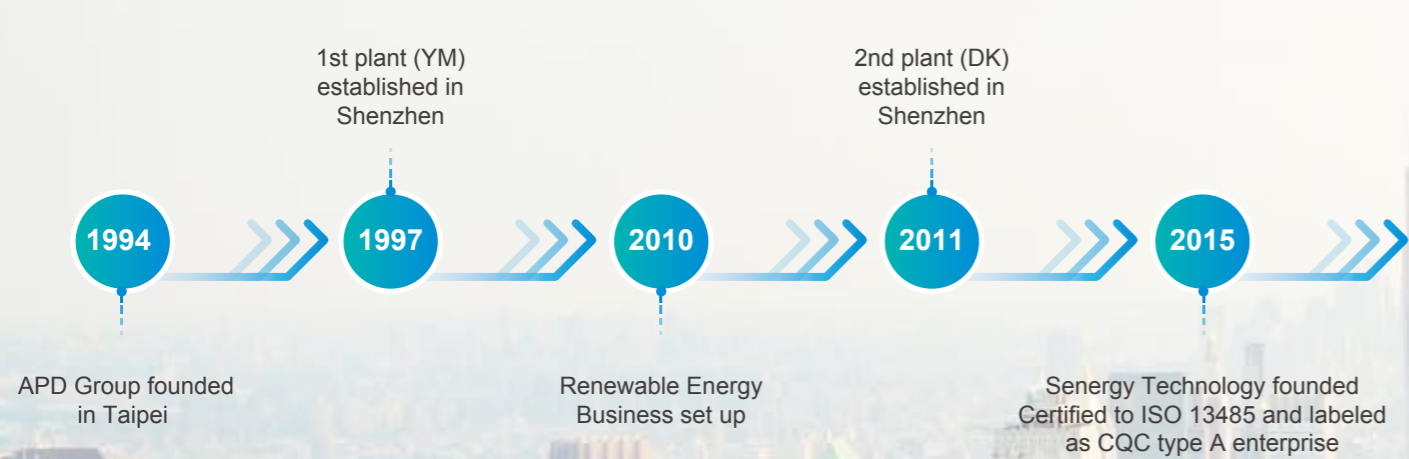 1st plant (YM)
established in
Shenzhen
2nd plant (DK)
established in
Shenzhen
1994
1997
2010
2011
2015
APD Group founded
in Taipei
Renewable Energy
Business set up
Senergy Technology founded
Certified to ISO 13485 and labeled
as CQC type A enterprise